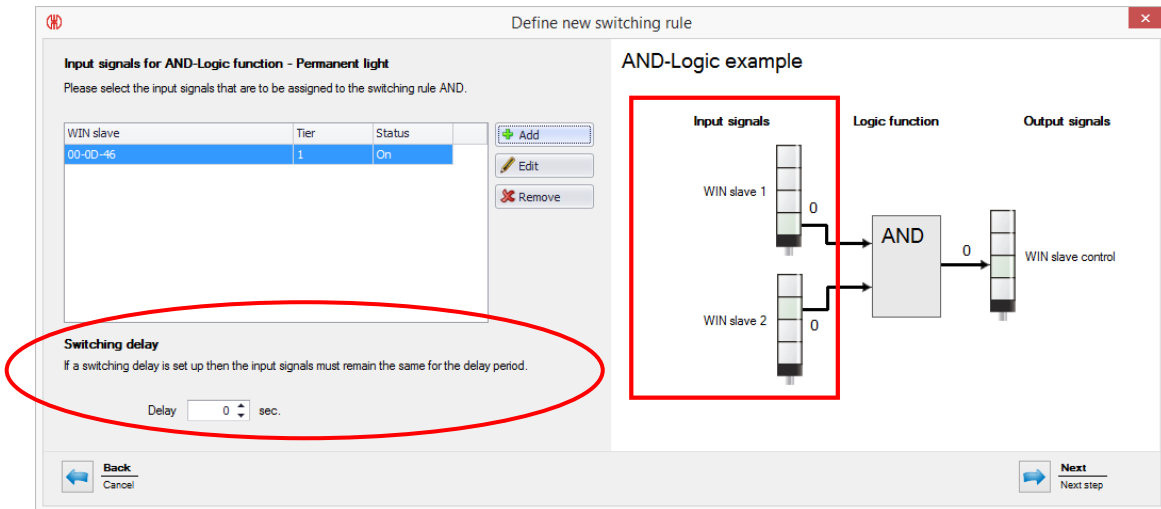 Define new switching rule
Input signals for AND-Logic function - Permanent light
Please select the input signals that are to be assigned to the switching rule AND.
WIN slave Tier Status
00-0D-46 1 On
Add
Edit
Remove
Switching delay
If a switching delay is set up then the input signals must remain the same for the delay period.
Delay 0 sec.
AND-Logic example
Input signals Logic function Output signals
WIN slave 1
0
AND
0
WIN slave control
WIN slave 2
0
Back
Cancel
Next
Next step